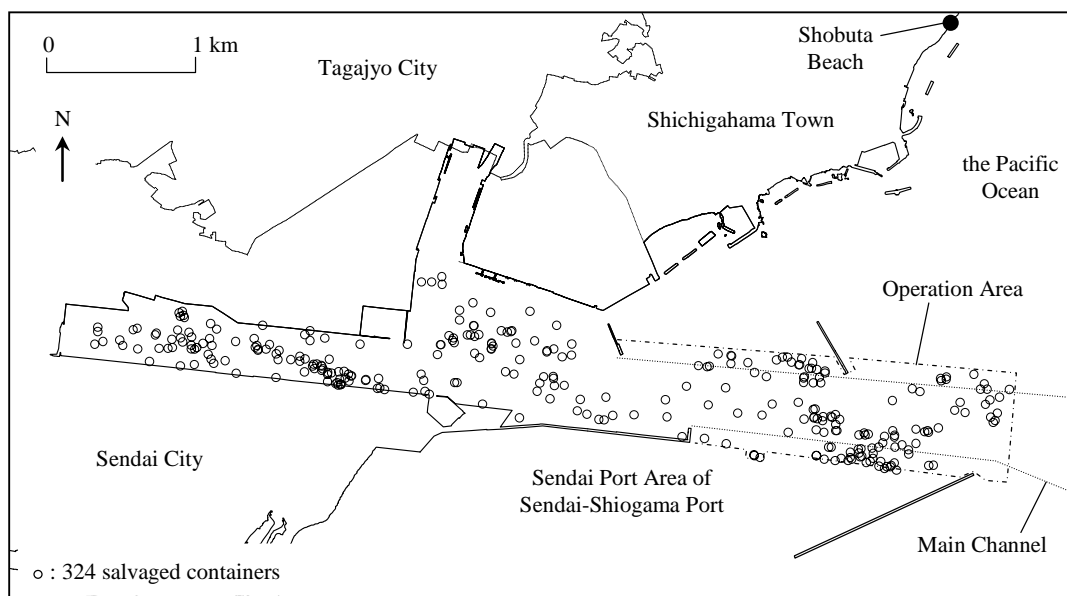 0 1 km
N
Tagajyo City
Shobuta
Beach
Shichigahama Town
the Pacific
Ocean
Operation Area
Sendai City
Sendai Port Area of
Sendai-Shiogama Port
Main Channel
: 324 salvaged containers